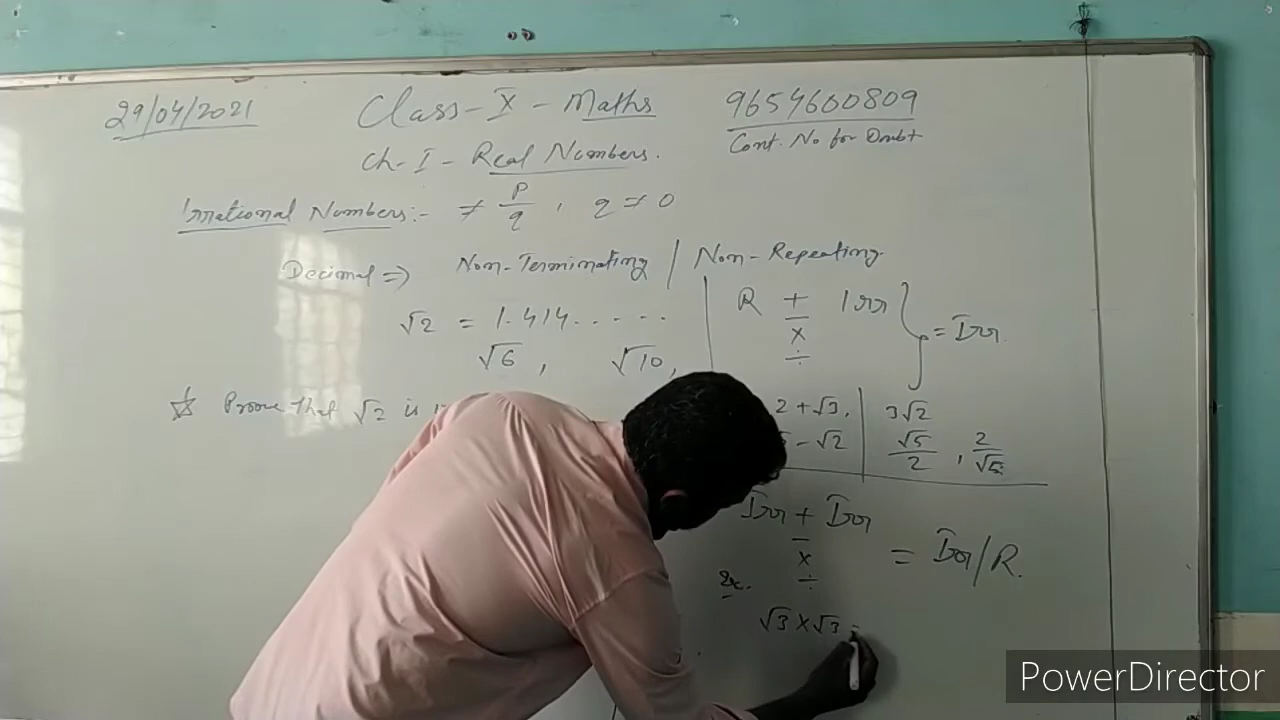 29/04/2021
Class-X-Maths
9654600809
Cont. No for Doubt
Ch-I-Real Numbers.
Irrational Numbers:- ≠ p/q , q ≠ 0
Decimal ⇒ Non-Terminating / Non-Repeating
√2 = 1.414.....
√6 , √10,
☆ Prove that √2 is
R + Irr
-
×
÷
} = Irr.
2+√3,
-√2
3√2
√5/2 ,
Irr + Irr
-
×
÷
= Irr/R.
Ex.
√3×√3 =
PowerDirector